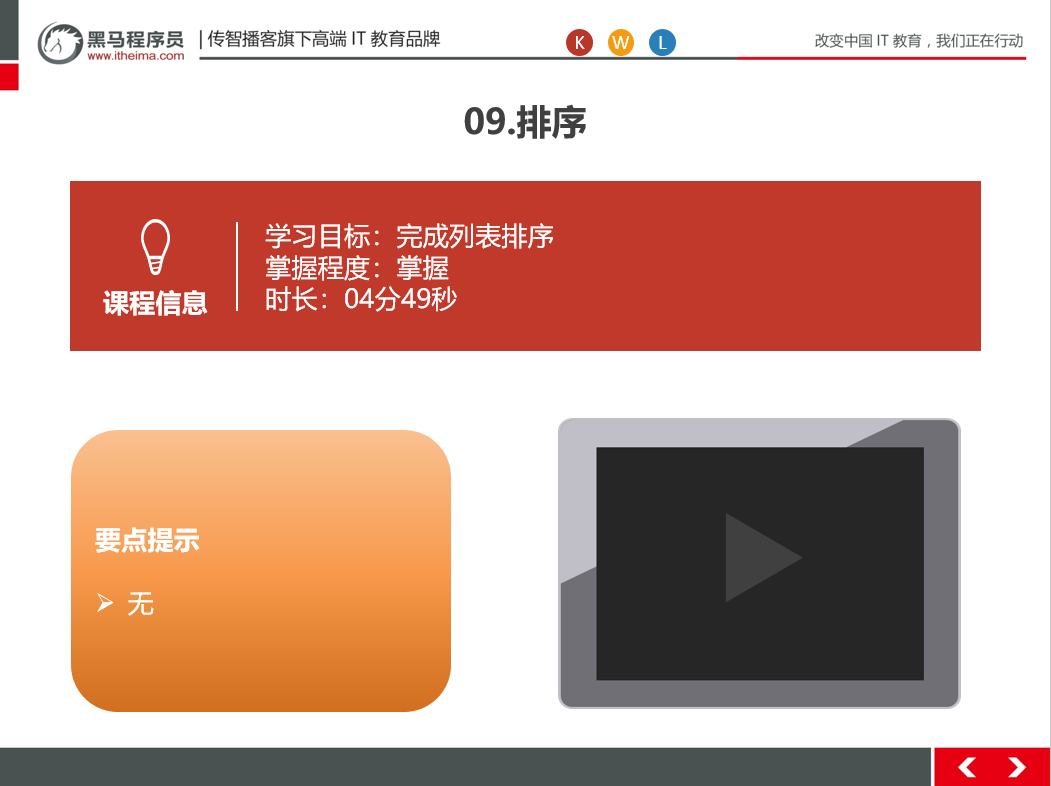 黑马程序员
www.itheima.com
|传智播客旗下高端 IT 教育品牌
K W L
改变中国 IT 教育，我们正在行动
09.排序
课程信息
学习目标：完成列表排序
掌握程度：掌握
时长：04分49秒
要点提示
➢ 无